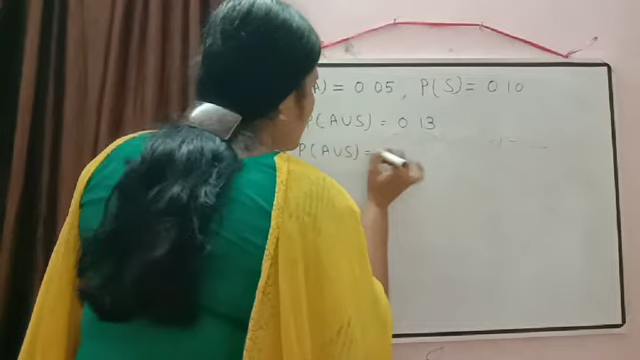 A) = 0.05, P(S) = 0.10
P(AUS) = 0.13
P(AUS) =